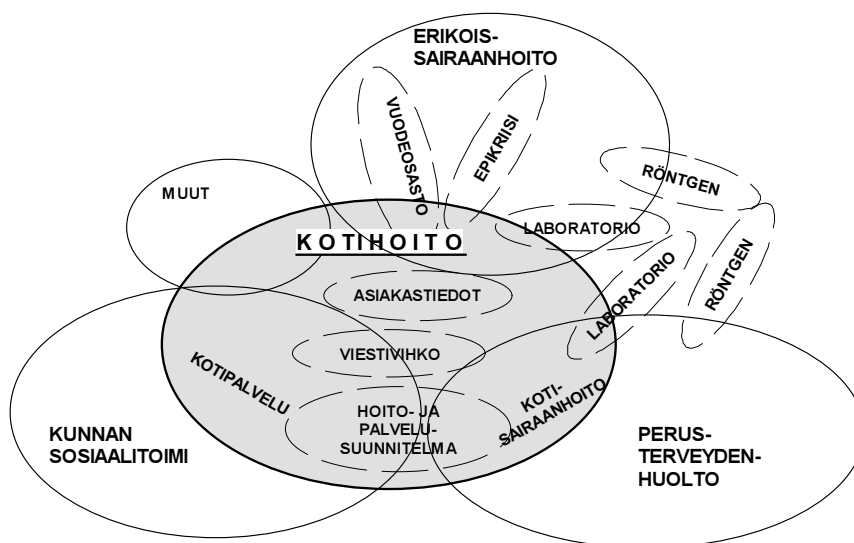 ERIKOIS-
SAIRAANHOITO
VUODEOSASTO
EPIKRIISI
RÖNTGEN
MUUT
LABORATORIO
KOTIHOITO
RÖNTGEN
LABORATORIO
ASIAKASTIEDOT
VIESTIVIHKO
KOTIPALVELU
HOITO- JA
PALVELU-
SUUNNITELMA
KOTI-
SAIRAANHOITO
KUNNAN
SOSIAALITOIMI
PERUS-
TERVEYDEN-
HUOLTO